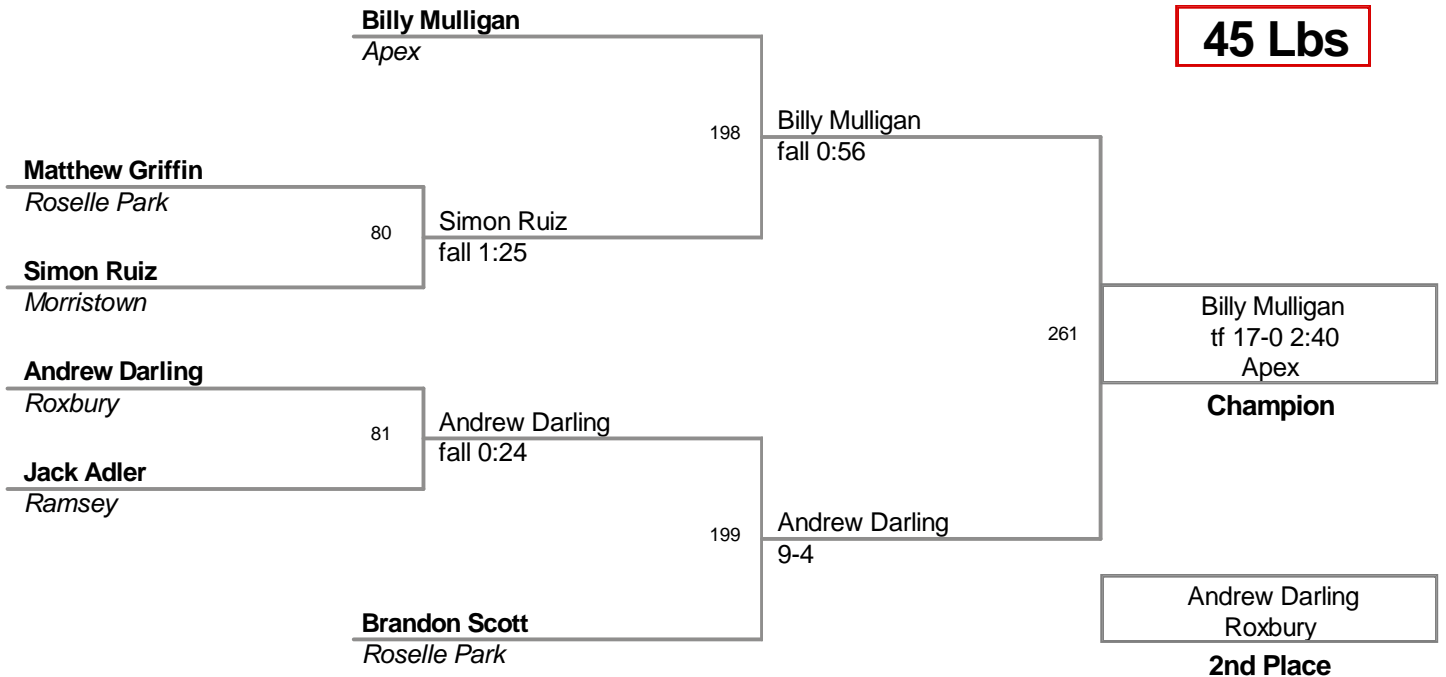 Billy Mulligan
Apex
45 Lbs
198
Billy Mulligan
fall 0:56
Matthew Griffin
Roselle Park
80
Simon Ruiz
fall 1:25
Simon Ruiz
Morristown
261
Billy Mulligan
tf 17-0 2:40
Apex
Champion
Andrew Darling
Roxbury
81
Andrew Darling
fall 0:24
Jack Adler
Ramsey
199
Andrew Darling
9-4
Brandon Scott
Roselle Park
Andrew Darling
Roxbury
2nd Place